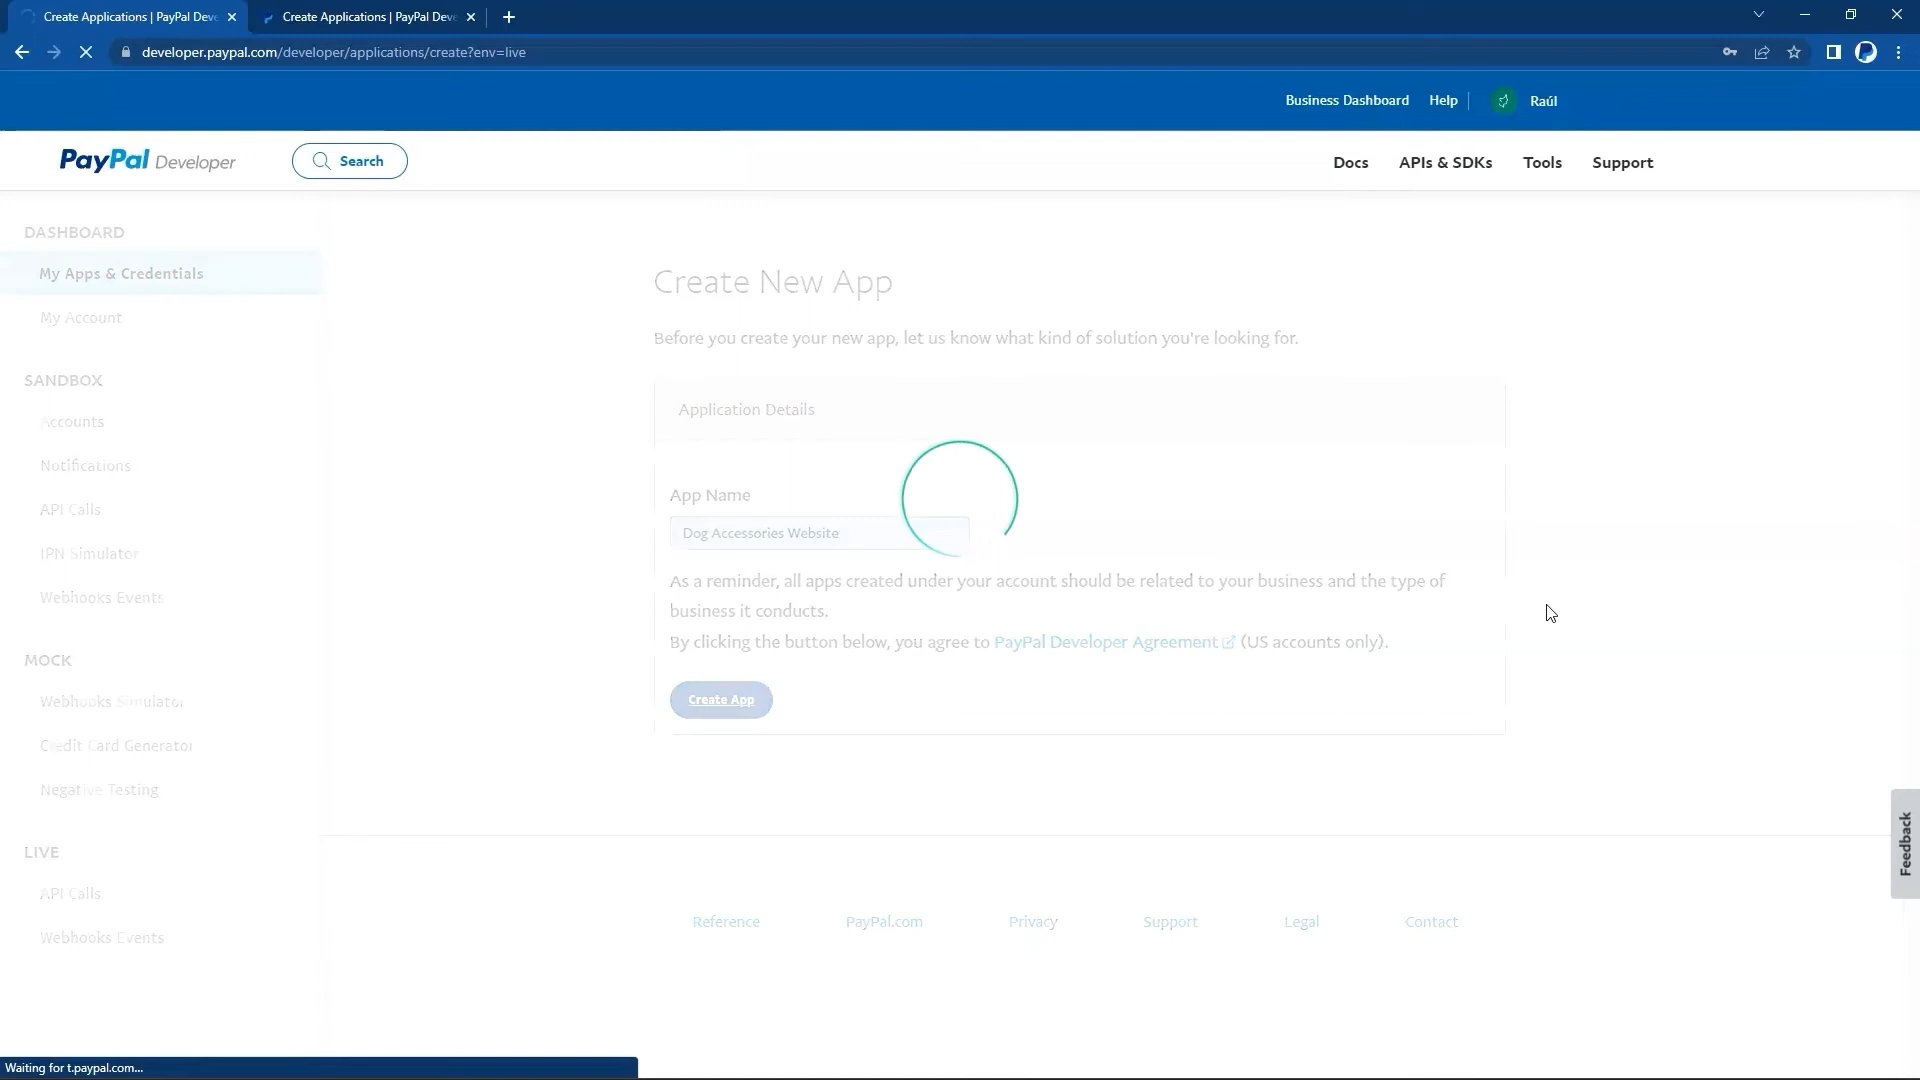 Create Applications | PayPal Deve
Create Applications | PayPal Deve
developer.paypal.com/developer/applications/create?env=live
Business Dashboard
Help
Raúl
PayPal Developer
Search
Docs
APIs & SDKs
Tools
Support
DASHBOARD
My Apps & Credentials
My Account
SANDBOX
Accounts
Notifications
API Calls
IPN Simulator
Webhooks Events
MOCK
Webhooks Simulator
Credit Card Generator
Negative Testing
LIVE
API Calls
Webhooks Events
Create New App
Before you create your new app, let us know what kind of solution you're looking for.
Application Details
App Name
Dog Accessories Website
As a reminder, all apps created under your account should be related to your business and the type of
business it conducts.
By clicking the button below, you agree to PayPal Developer Agreement (US accounts only).
Create App
Feedback
Reference
PayPal.com
Privacy
Support
Legal
Contact
Waiting for t.paypal.com...